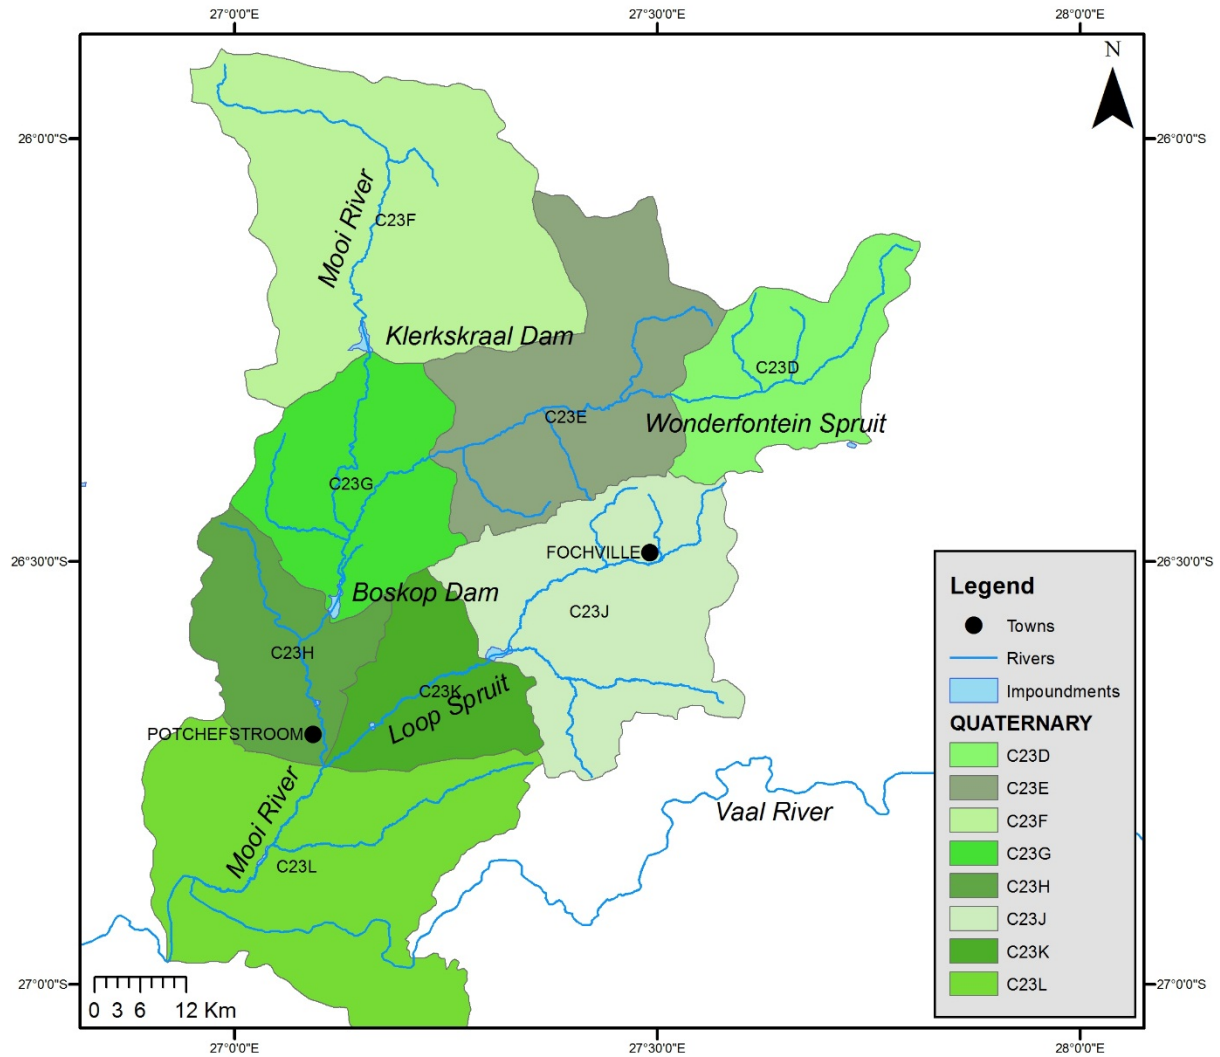 27°0'0"E
27°30'0"E
28°0'0"E
N
26°0'0"S
26°0'0"S
Mooi River
C23F
Klerkskraal Dam
C23D
C23E
Wonderfontein Spruit
C23G
FOCHVILLE
26°30'0"S
26°30'0"S
Boskop Dam
C23J
C23H
C23K
Loop Spruit
POTCHEFSTROOM
Mooi River
Vaal River
C23L
Legend
Towns
Rivers
Impoundments
QUATERNARY
C23D
C23E
C23F
C23G
C23H
C23J
C23K
C23L
27°0'0"S
27°0'0"S
0 3 6 12 Km
27°0'0"E
27°30'0"E
28°0'0"E